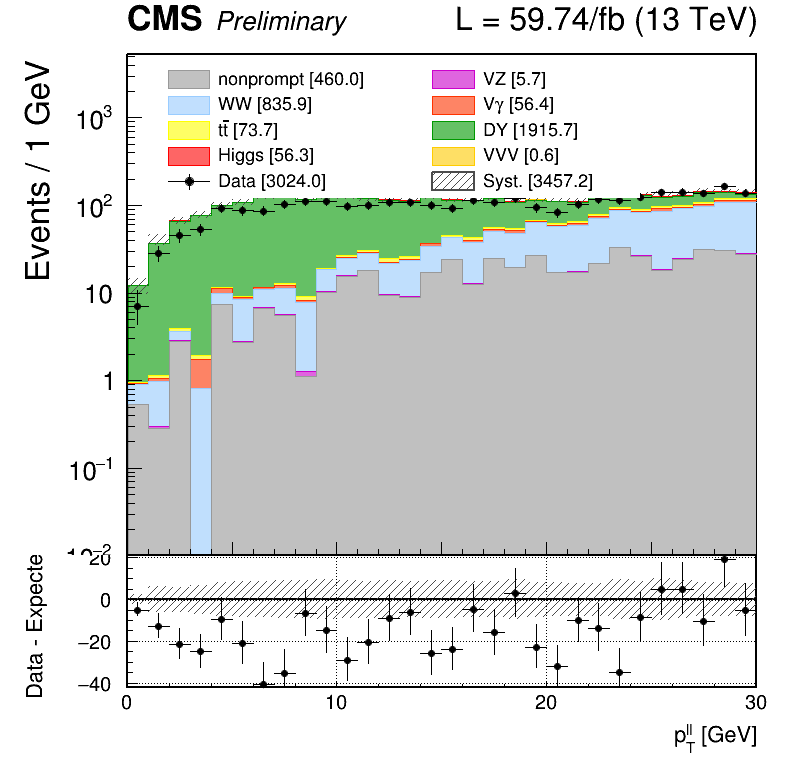 CMS Preliminary L = 59.74/fb (13 TeV)
Events / 1 GeV
nonprompt [460.0] VZ [5.7]
WW [835.9] Vγ [56.4]
tt̄ [73.7] DY [1915.7]
Higgs [56.3] VVV [0.6]
Data [3024.0] Syst. [3457.2]
10³
10²
10
1
10⁻¹
Data - Expecte
20
0
−20
−40
0 10 20 30
p_T^ll [GeV]